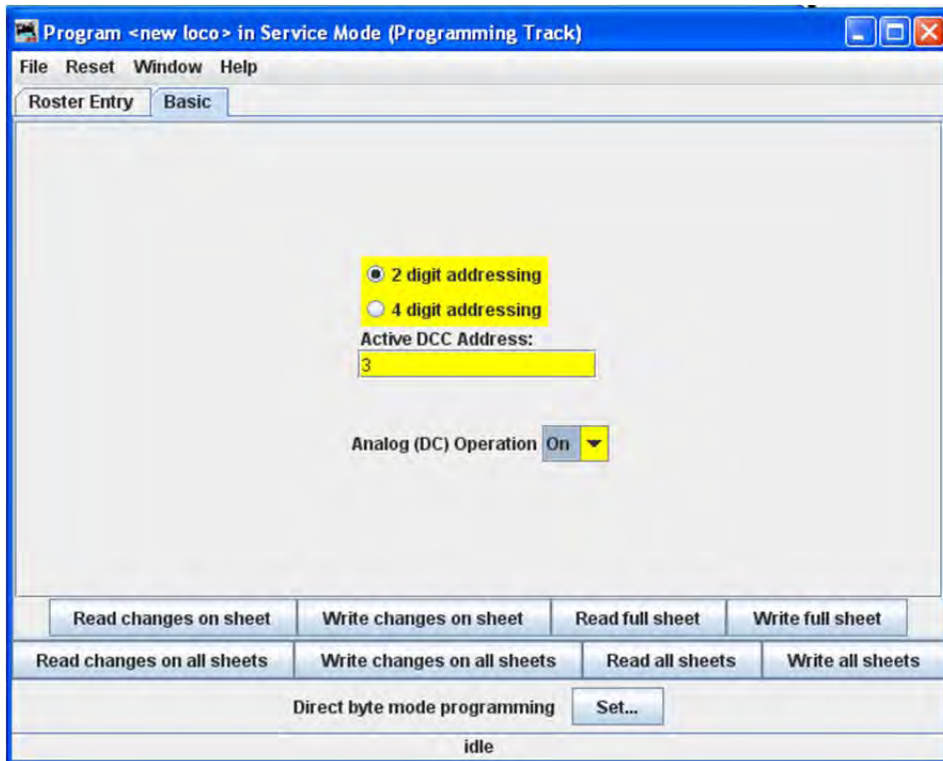 Program <new loco> in Service Mode (Programming Track)
File Reset Window Help
Roster Entry Basic
2 digit addressing
4 digit addressing
Active DCC Address:
3
Analog (DC) Operation On
Read changes on sheet Write changes on sheet Read full sheet Write full sheet
Read changes on all sheets Write changes on all sheets Read all sheets Write all sheets
Direct byte mode programming Set...
idle